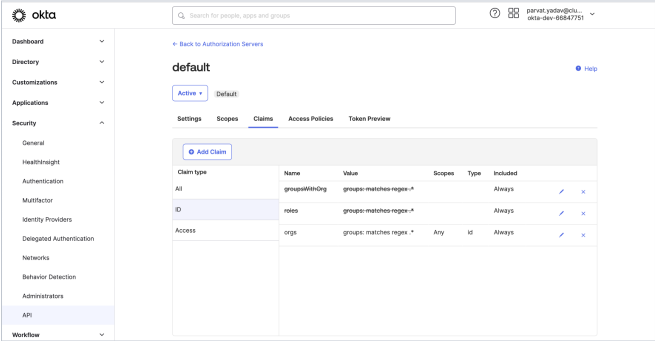 okta
Search for people, apps and groups
parvat.yadav@clu...
okta-dev-66847751
Dashboard
Directory
Customizations
Applications
Security
General
HealthInsight
Authentication
Multifactor
Identity Providers
Delegated Authentication
Networks
Behavior Detection
Administrators
API
Workflow
← Back to Authorization Servers
default
Help
Active ▾ Default
Settings Scopes Claims Access Policies Token Preview
Add Claim
Claim type Name Value Scopes Type Included
All groupsWithOrg groups: matches regex .* Always
ID roles groups: matches regex .* Always
Access orgs groups: matches regex .* Any id Always